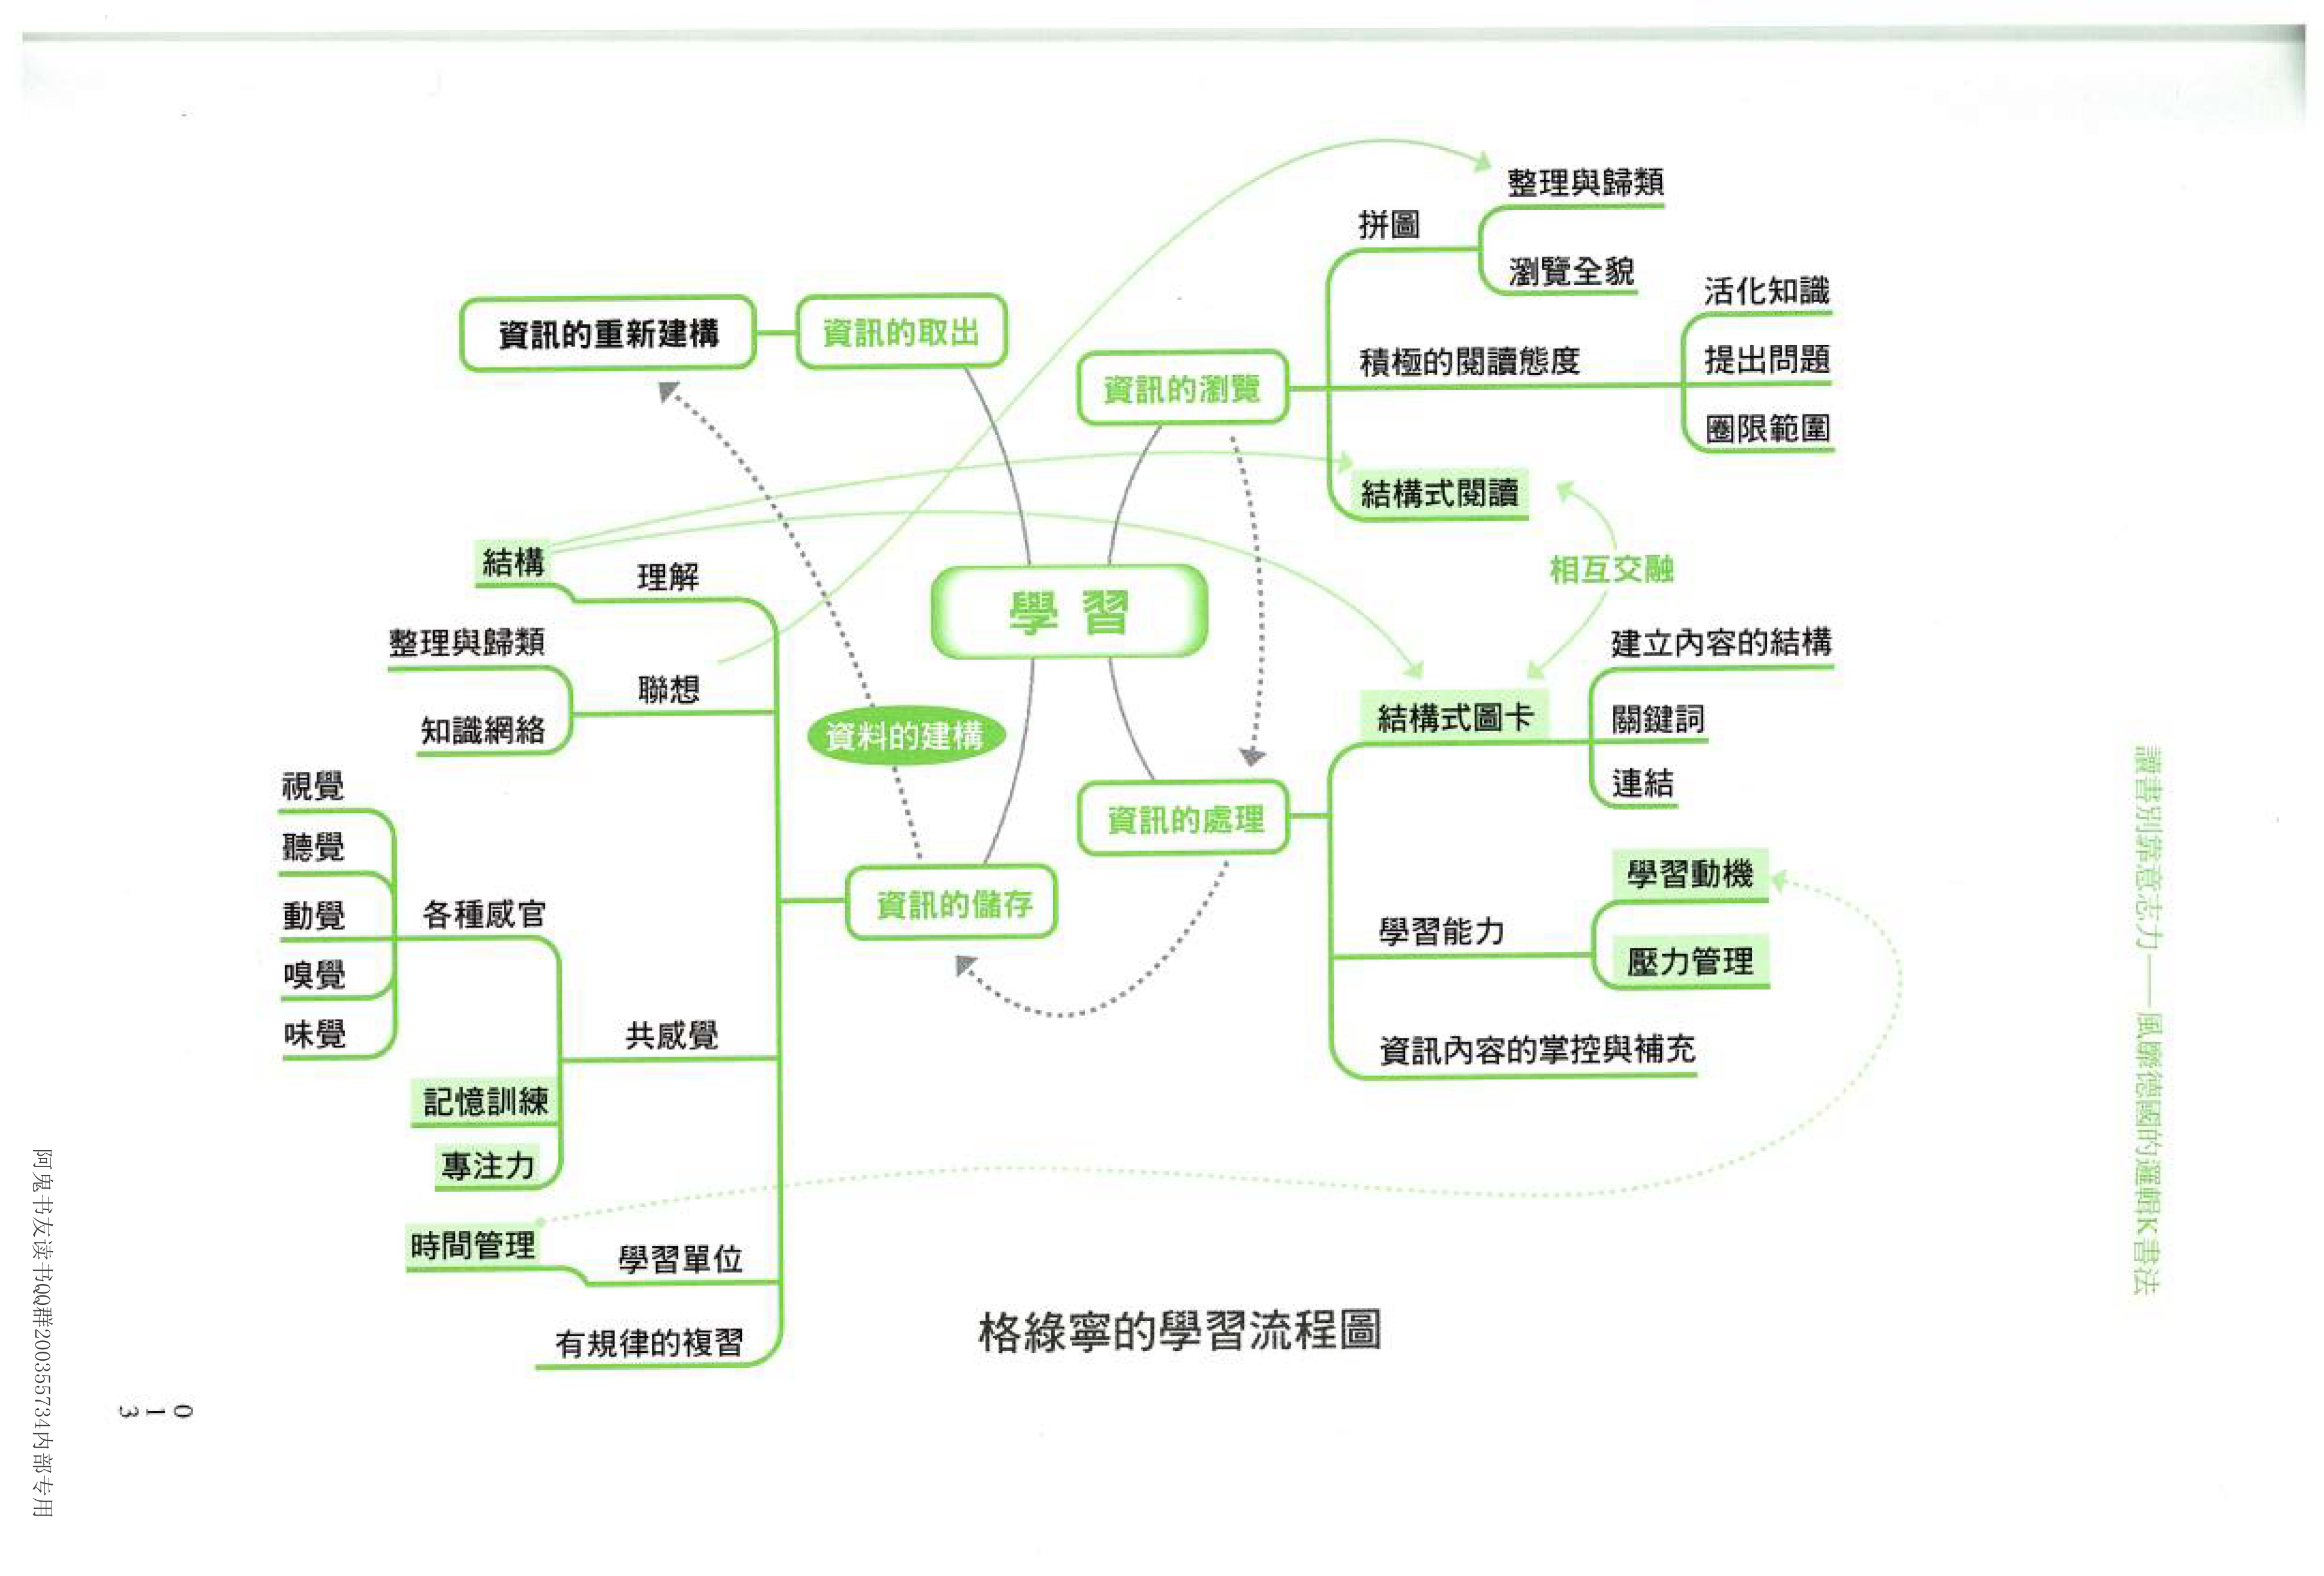 整理與歸類
拼圖
瀏覽全貌
活化知識
資訊的重新建構
資訊的取出
資訊的瀏覽
積極的閱讀態度
提出問題
圈限範圍
結構式閱讀
相互交融
結構
理解
學習
整理與歸類
聯想
知識網絡
資料的建構
建立內容的結構
結構式圖卡
關鍵詞
連結
資訊的處理
視覺
聽覺
動覺
嗅覺
味覺
各種感官
資訊的儲存
學習動機
學習能力
壓力管理
共感覺
資訊內容的掌控與補充
記憶訓練
專注力
時間管理
學習單位
有規律的複習
格綠寧的學習流程圖
讀書別靠意志力——風靡德國的邏輯K書法
013
阿鬼书友读书QQ群200355734内部专用